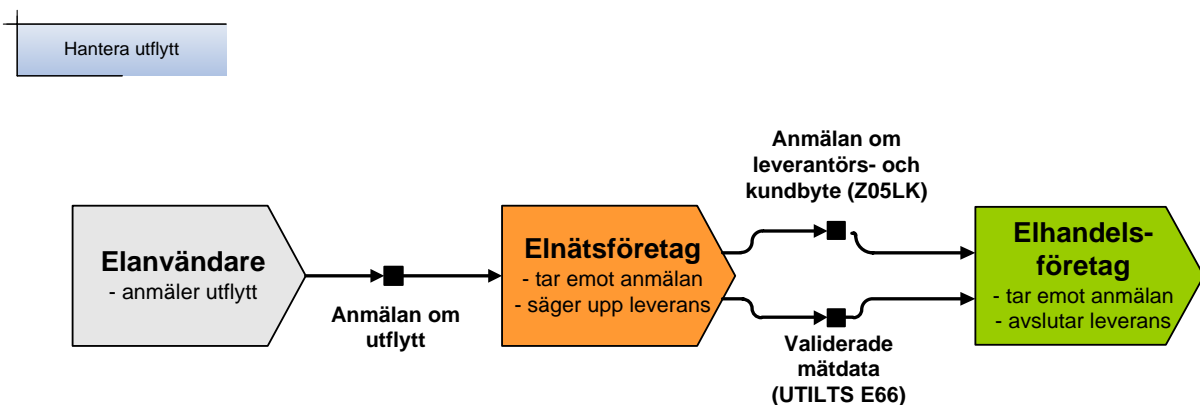 Hantera utflytt
Anmälan om
leverantörs- och
kundbyte (Z05LK)
Elanvändare
- anmäler utflytt
Anmälan om
utflytt
Elnätsföretag
- tar emot anmälan
- säger upp leverans
Elhandels-
företag
- tar emot anmälan
- avslutar leverans
Validerade
mätdata
(UTILTS E66)